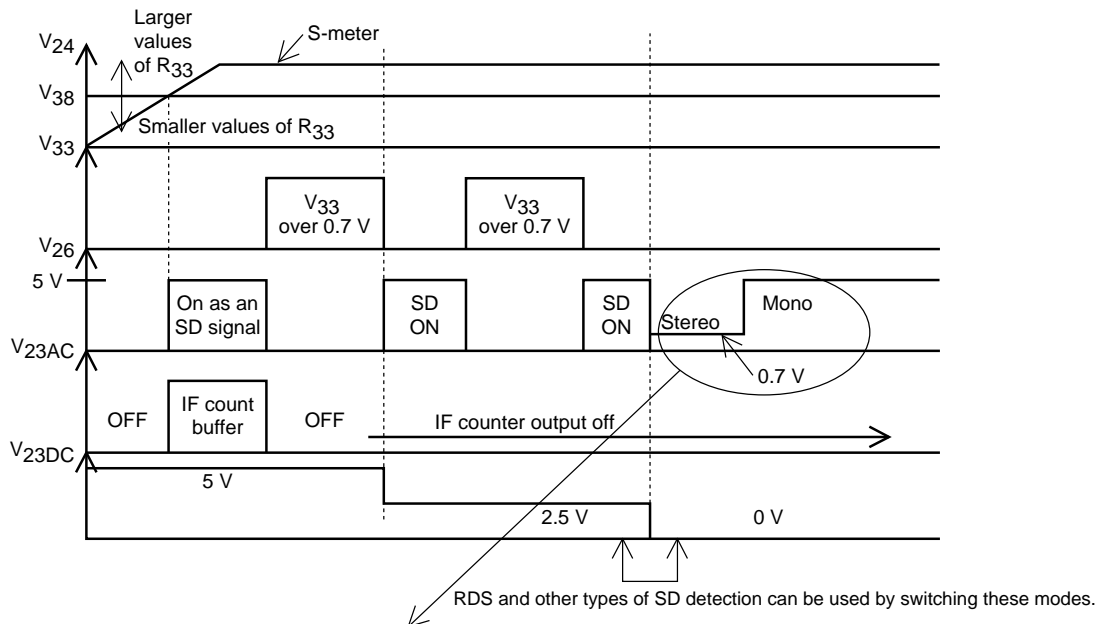 Larger
values
of R33
V24
S-meter
V38
Smaller values of R33
V33
V33
over 0.7 V
V33
over 0.7 V
V26
5 V
On as an
SD signal
SD
ON
SD
ON
Stereo
Mono
V23AC
0.7 V
OFF
IF count
buffer
OFF
IF counter output off
V23DC
5 V
2.5 V
0 V
RDS and other types of SD detection can be used by switching these modes.